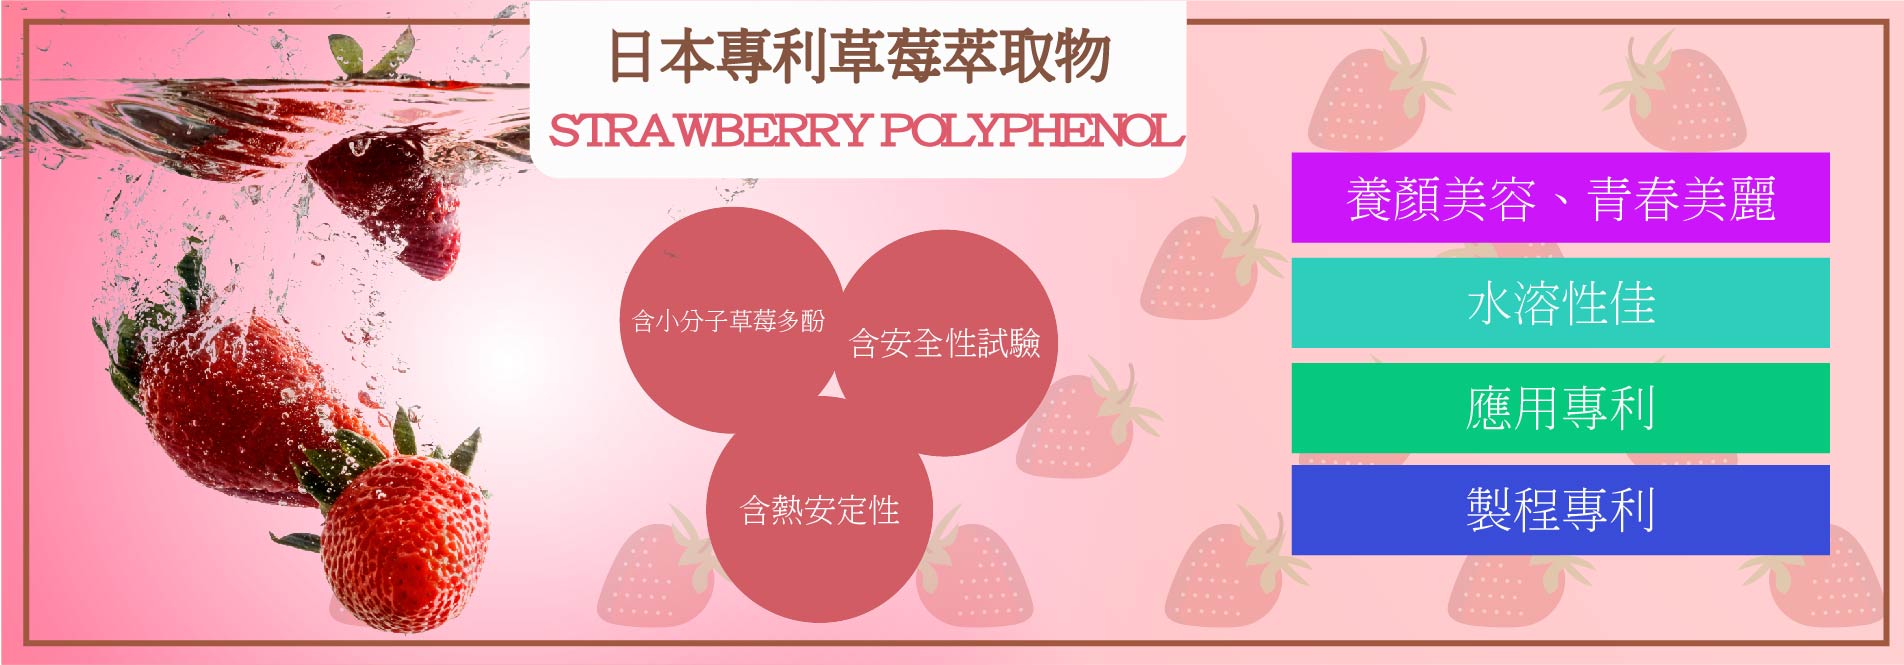 日本專利草莓萃取物
STRAWBERRY POLYPHENOL
含小分子草莓多酚
含安全性試驗
含熱安定性
養顏美容、青春美麗
水溶性佳
應用專利
製程專利